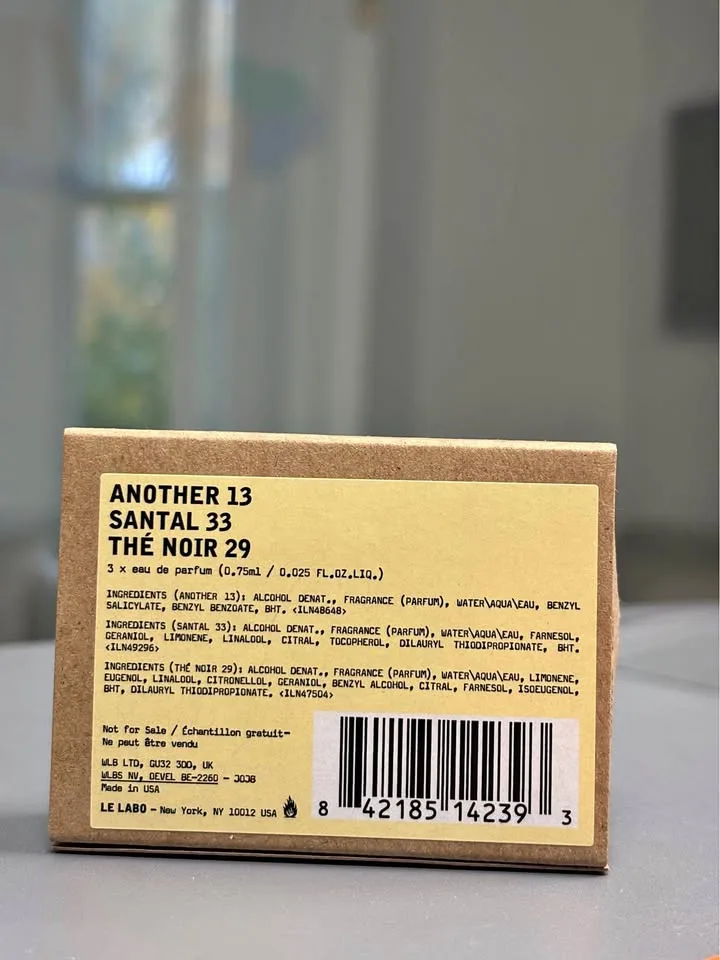 ANOTHER 13
SANTAL 33
THÉ NOIR 29
3 x eau de parfum (0.75ml / 0.025 FL.OZ.LIQ.)
INGREDIENTS (ANOTHER 13): ALCOHOL DENAT., FRAGRANCE (PARFUM), WATER\AQUA\EAU, BENZYL
SALICYLATE, BENZYL BENZOATE, BHT. <ILN48648>
INGREDIENTS (SANTAL 33): ALCOHOL DENAT., FRAGRANCE (PARFUM), WATER\AQUA\EAU, FARNESOL,
GERANIOL, LIMONENE, LINALOOL, CITRAL, TOCOPHEROL, DILAURYL THIODIPROPIONATE, BHT.
<ILN49296>
INGREDIENTS (THÉ NOIR 29): ALCOHOL DENAT., FRAGRANCE (PARFUM), WATER\AQUA\EAU, LIMONENE,
EUGENOL, LINALOOL, CITRONELLOL, GERANIOL, BENZYL ALCOHOL, CITRAL, FARNESOL, ISOEUGENOL,
BHT, DILAURYL THIODIPROPIONATE. <ILN47504>
Not for Sale / Échantillon gratuit-
Ne peut être vendu
WLB LTD, GU32 3QD, UK
WLBS NV, OEVEL BE-2260 - JOJB
Made in USA
LE LABO - New York, NY 10012 USA
8 42185 14239 3